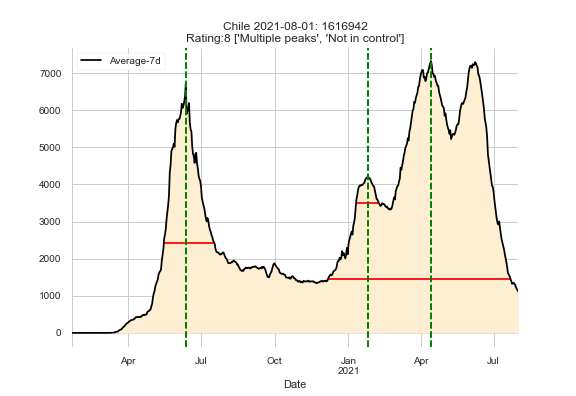 Chile 2021-08-01: 1616942
Rating:8 ['Multiple peaks', 'Not in control']
Average-7d
7000
6000
5000
4000
3000
2000
1000
0
Apr
Jul
Oct
Jan
2021
Apr
Jul
Date